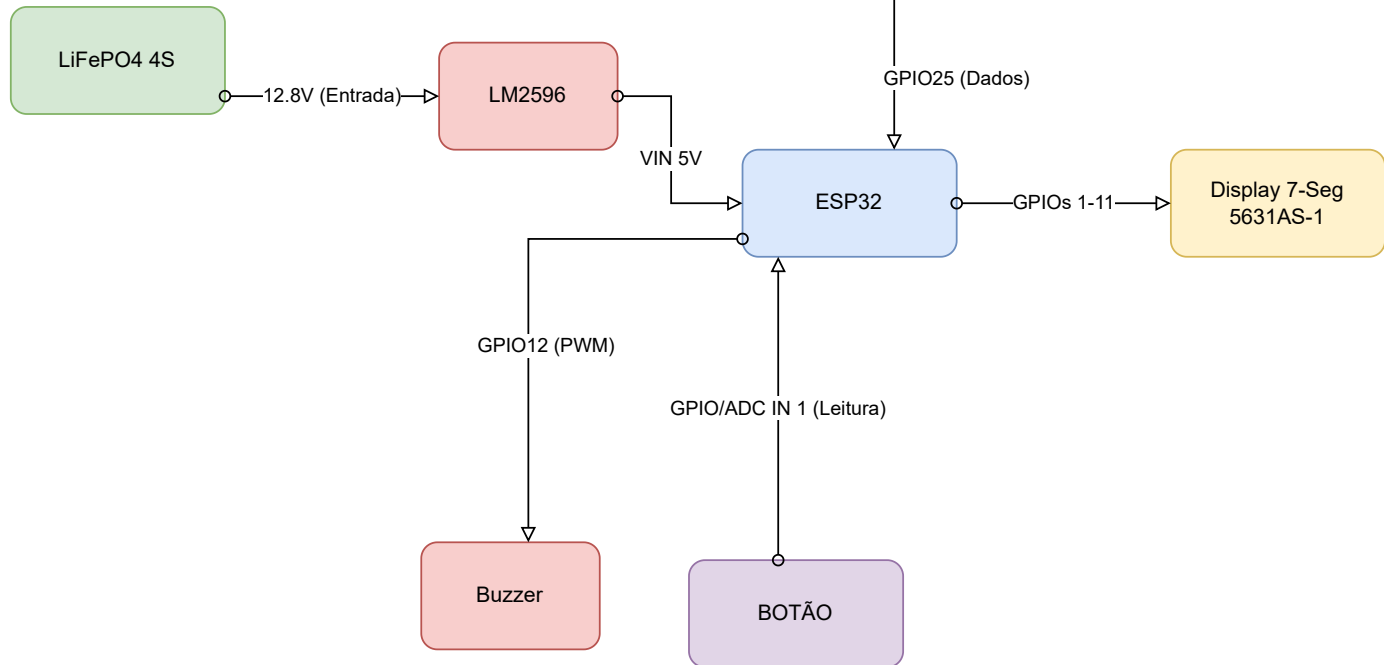 LiFePO4 4S
12.8V (Entrada)
LM2596
GPIO25 (Dados)
VIN 5V
ESP32
GPIOs 1-11
Display 7-Seg
5631AS-1
GPIO12 (PWM)
GPIO/ADC IN 1 (Leitura)
Buzzer
BOTÃO